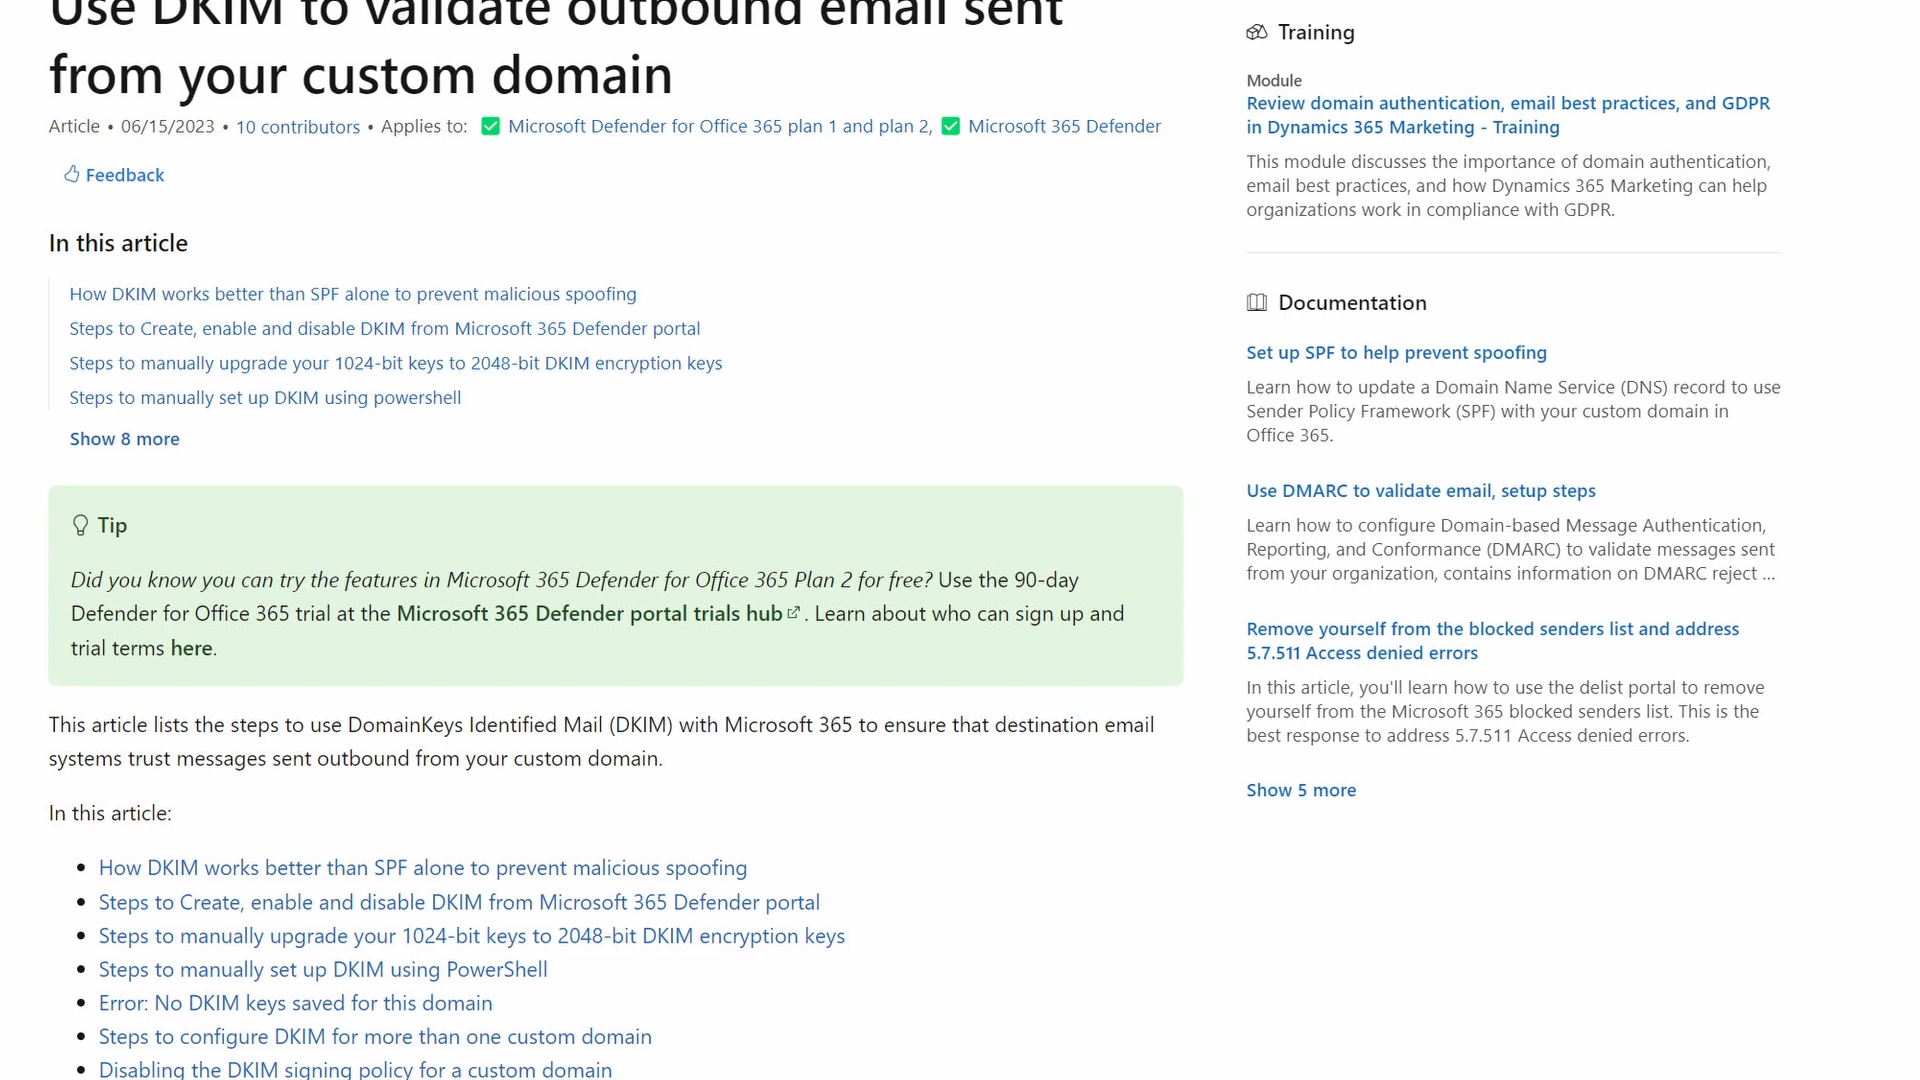 Use DKIM to validate outbound email sent
from your custom domain
Article • 06/15/2023 • 10 contributors • Applies to: ✅ Microsoft Defender for Office 365 plan 1 and plan 2, ✅ Microsoft 365 Defender
Feedback
In this article
How DKIM works better than SPF alone to prevent malicious spoofing
Steps to Create, enable and disable DKIM from Microsoft 365 Defender portal
Steps to manually upgrade your 1024-bit keys to 2048-bit DKIM encryption keys
Steps to manually set up DKIM using powershell
Show 8 more
Tip
Did you know you can try the features in Microsoft 365 Defender for Office 365 Plan 2 for free? Use the 90-day
Defender for Office 365 trial at the Microsoft 365 Defender portal trials hub. Learn about who can sign up and
trial terms here.
This article lists the steps to use DomainKeys Identified Mail (DKIM) with Microsoft 365 to ensure that destination email
systems trust messages sent outbound from your custom domain.
In this article:
• How DKIM works better than SPF alone to prevent malicious spoofing
• Steps to Create, enable and disable DKIM from Microsoft 365 Defender portal
• Steps to manually upgrade your 1024-bit keys to 2048-bit DKIM encryption keys
• Steps to manually set up DKIM using PowerShell
• Error: No DKIM keys saved for this domain
• Steps to configure DKIM for more than one custom domain
• Disabling the DKIM signing policy for a custom domain
Training
Module
Review domain authentication, email best practices, and GDPR
in Dynamics 365 Marketing - Training
This module discusses the importance of domain authentication,
email best practices, and how Dynamics 365 Marketing can help
organizations work in compliance with GDPR.
Documentation
Set up SPF to help prevent spoofing
Learn how to update a Domain Name Service (DNS) record to use
Sender Policy Framework (SPF) with your custom domain in
Office 365.
Use DMARC to validate email, setup steps
Learn how to configure Domain-based Message Authentication,
Reporting, and Conformance (DMARC) to validate messages sent
from your organization, contains information on DMARC reject ...
Remove yourself from the blocked senders list and address
5.7.511 Access denied errors
In this article, you'll learn how to use the delist portal to remove
yourself from the Microsoft 365 blocked senders list. This is the
best response to address 5.7.511 Access denied errors.
Show 5 more